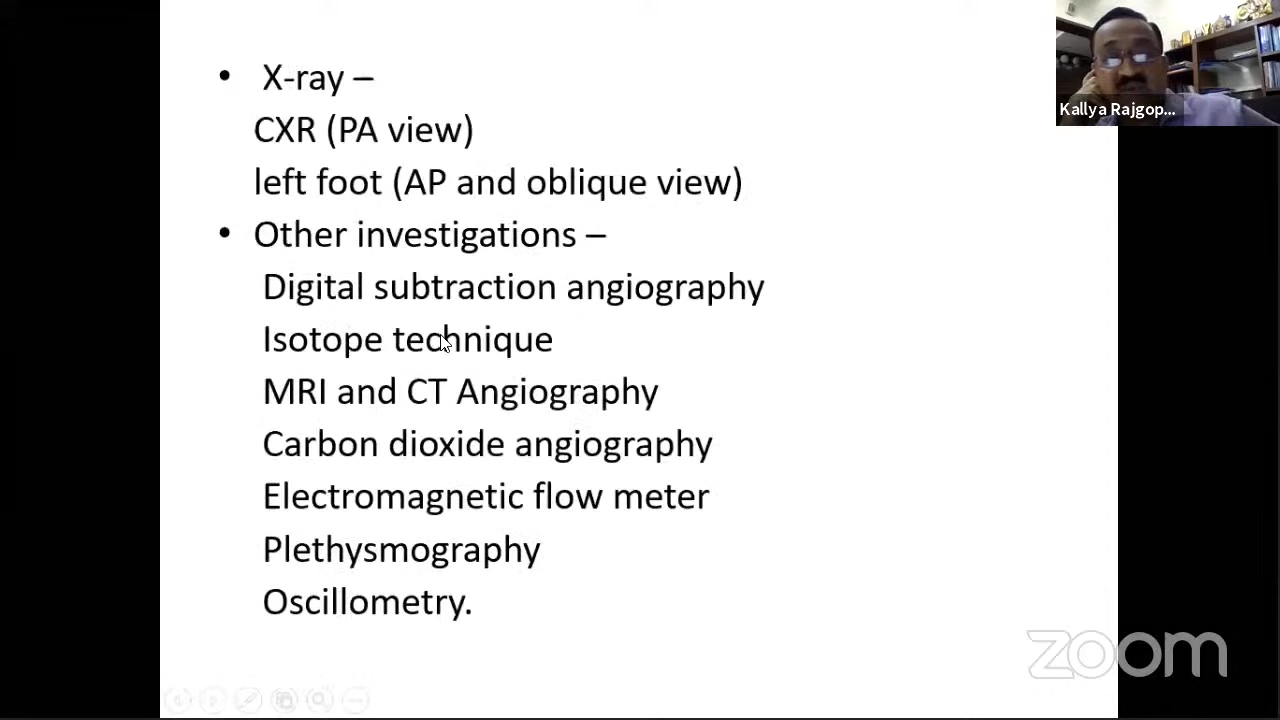 • X-ray –
CXR (PA view)
left foot (AP and oblique view)
• Other investigations –
Digital subtraction angiography
Isotope technique
MRI and CT Angiography
Carbon dioxide angiography
Electromagnetic flow meter
Plethysmography
Oscillometry.
Kallya Rajgop...
zoom